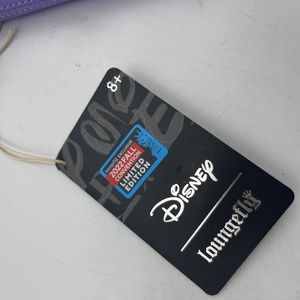 8+
2022 FALL
CONVENTION
LIMITED
EDITION
Disney
loungefly